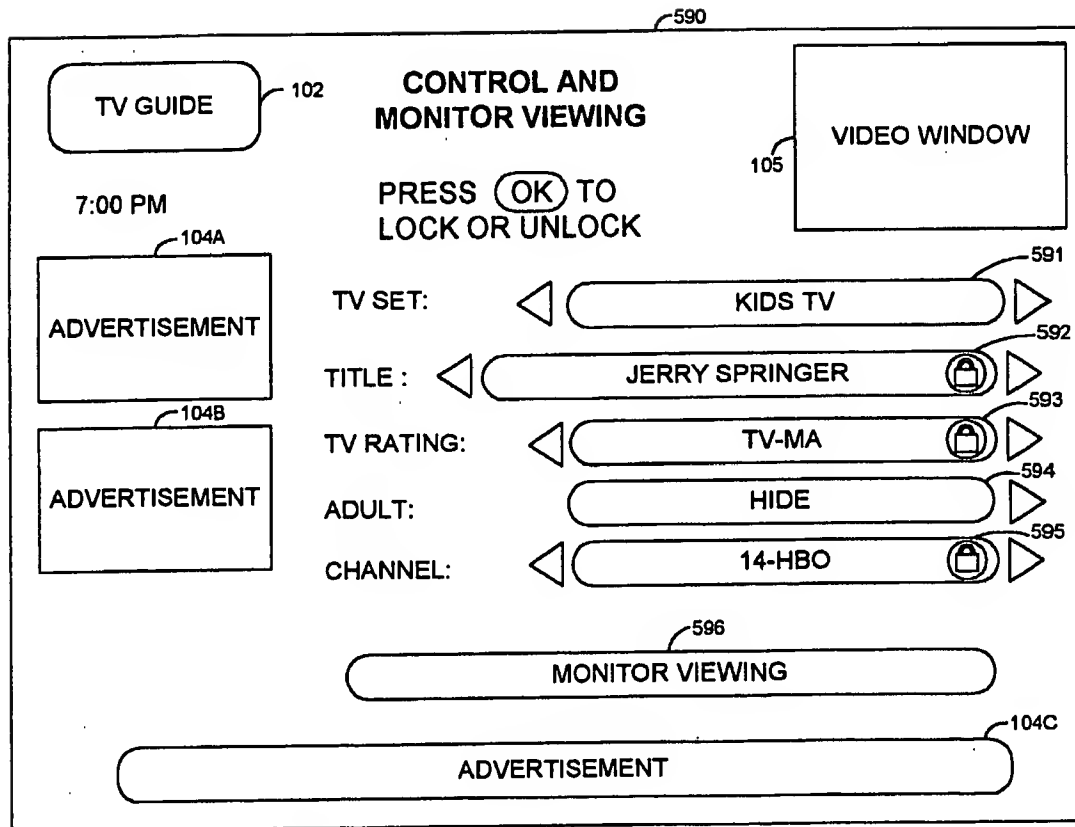 590
TV GUIDE
102
CONTROL AND
MONITOR VIEWING
VIDEO WINDOW
105
7:00 PM
PRESS OK TO
LOCK OR UNLOCK
104A
ADVERTISEMENT
104B
ADVERTISEMENT
591
TV SET:
KIDS TV
592
TITLE :
JERRY SPRINGER
593
TV RATING:
TV-MA
594
ADULT:
HIDE
595
CHANNEL:
14-HBO
596
MONITOR VIEWING
104C
ADVERTISEMENT